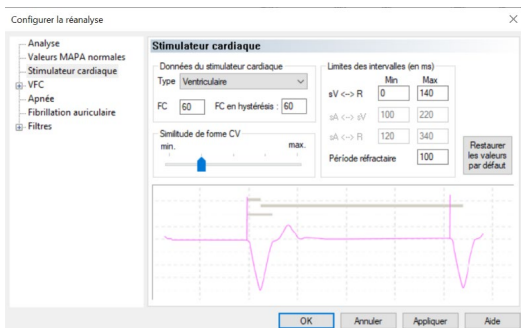 Configurer la réanalyse
Analyse
Valeurs MAPA normales
Stimulateur cardiaque
VFC
Apnée
Fibrillation auriculaire
Filtres
Stimulateur cardiaque
Données du stimulateur cardiaque
Type Ventriculaire
FC 60 FC en hystérésis : 60
Similitude de forme CV
min. max.
Limites des intervalles (en ms)
Min Max
sV <--> R 0 140
sA <--> sV 100 220
sA <--> R 120 340
Période réfractaire 100
Restaurer
les valeurs
par défaut
OK Annuler Appliquer Aide